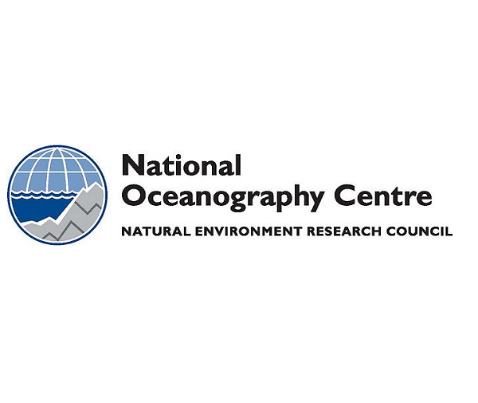 National
Oceanography Centre
NATURAL ENVIRONMENT RESEARCH COUNCIL